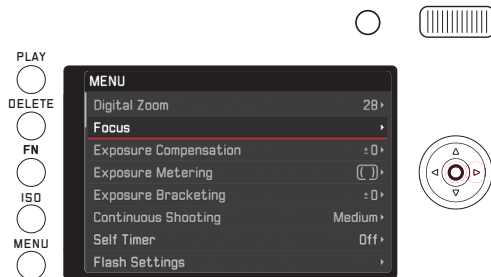 PLAY
DELETE
FN
ISO
MENU
MENU
Digital Zoom 28
Focus
Exposure Compensation ±0
Exposure Metering
Exposure Bracketing ±0
Continuous Shooting Medium
Self Timer Off
Flash Settings